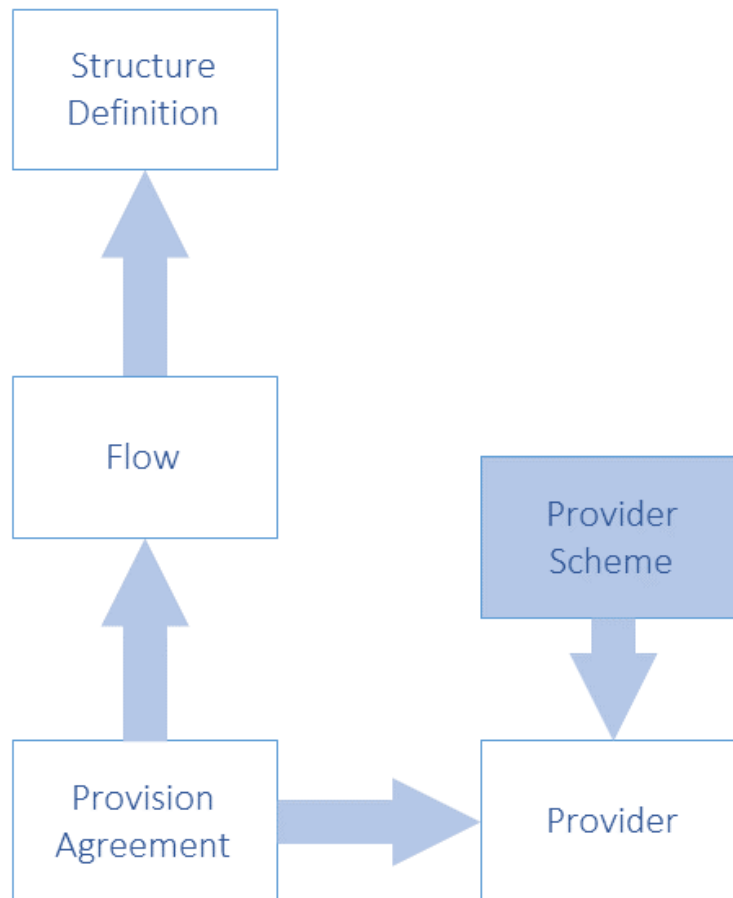 Structure
Definition
Flow
Provider
Scheme
Provision
Agreement
Provider